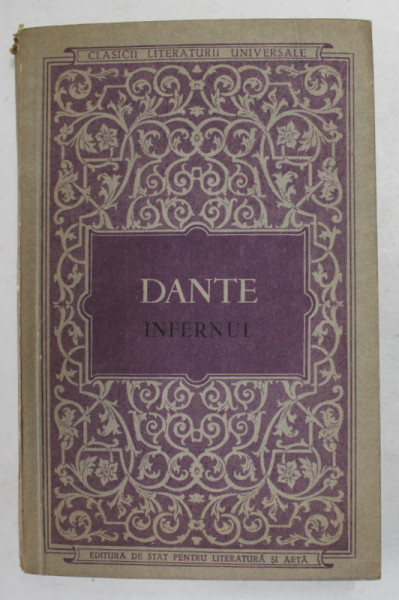 CLASICII LITERATURII UNIVERSALE
DANTE
INFERNUL
EDITURA DE STAT PENTRU LITERATURĂ ȘI ARTĂ